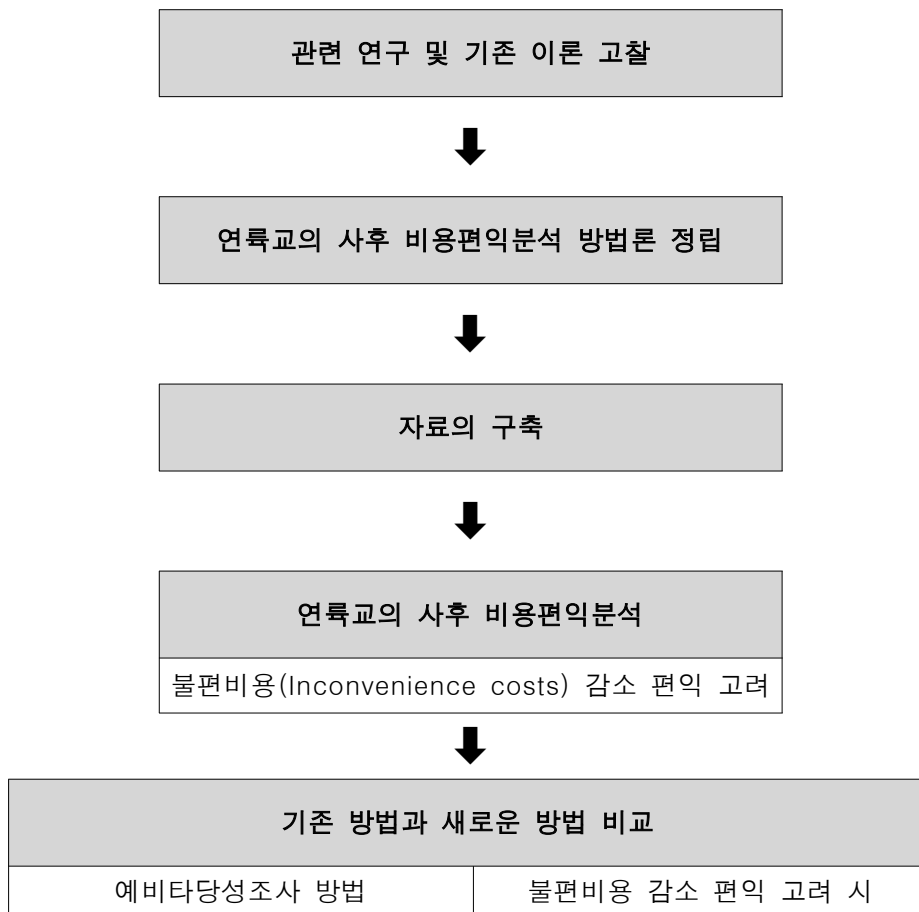 관련 연구 및 기존 이론 고찰
연륙교의 사후 비용편익분석 방법론 정립
자료의 구축
연륙교의 사후 비용편익분석
불편비용(Inconvenience costs) 감소 편익 고려
기존 방법과 새로운 방법 비교
예비타당성조사 방법
불편비용 감소 편익 고려 시